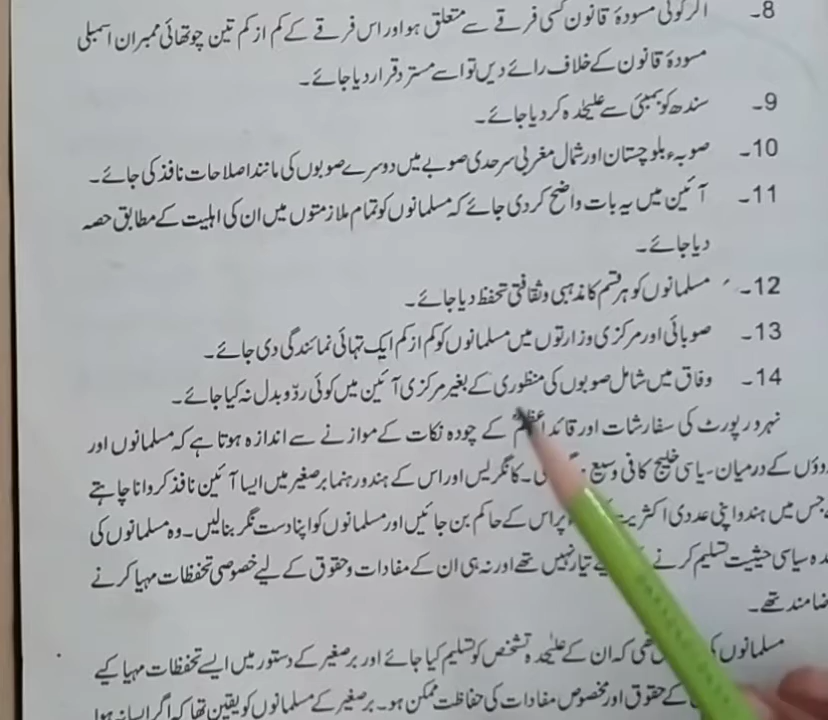 8۔ اگر کوئی مسودۂ قانون کسی فرقے سے متعلق ہو اور اس فرقے کے کم از کم تین چوتھائی ممبران اسمبلی
مسودۂ قانون کے خلاف رائے دیں تو اسے مسترد قرار دیا جائے۔
9۔ سندھ کو بمبئی سے علیٰحدہ کر دیا جائے۔
10۔ صوبہء بلوچستان اور شمال مغربی سرحدی صوبے میں دوسرے صوبوں کی مانند اصلاحات نافذ کی جائے۔
11۔ آئین میں یہ بات واضح کر دی جائے کہ مسلمانوں کو تمام ملازمتوں میں ان کی اہلیت کے مطابق حصہ
دیا جائے۔
12۔ مسلمانوں کو ہر قسم کا مذہبی و ثقافتی تحفظ دیا جائے۔
13۔ صوبائی اور مرکزی وزارتوں میں مسلمانوں کو کم از کم ایک تہائی نمائندگی دی جائے۔
14۔ وفاق میں شامل صوبوں کی منظوری کے بغیر مرکزی آئین میں کوئی ردّ و بدل نہ کیا جائے۔
نہرو رپورٹ کی سفارشات اور قائداعظم کے چودہ نکات کے موازنے سے اندازہ ہوتا ہے کہ مسلمانوں اور
کے درمیان سیاسی خلیج کافی وسیع کانگریس اور اس کے ہندو رہنما برصغیر میں ایسا آئین نافذ کروانا چاہتے
جس میں ہندو اپنی عددی اکثریت پر اس کے حاکم بن جائیں اور مسلمانوں کو اپنا دست نگر بنا لیں۔ وہ مسلمانوں کی
سیاسی حیثیت تسلیم کرنے تیار نہیں تھے اور نہ ہی ان کے مفادات و حقوق کے لیے خصوصی تحفظات مہیا کرنے
تھے۔
مسلمانوں کہ ان کے علیٰحدہ تشخص کو تسلیم کیا جائے اور برصغیر کے دستور میں ایسے تحفظات مہیا کیے
کے حقوق اور مخصوص مفادات کی حفاظت ممکن ہو۔ برصغیر کے مسلمانوں کو یقین تھا کہ اگر ایسا نہ ہوا